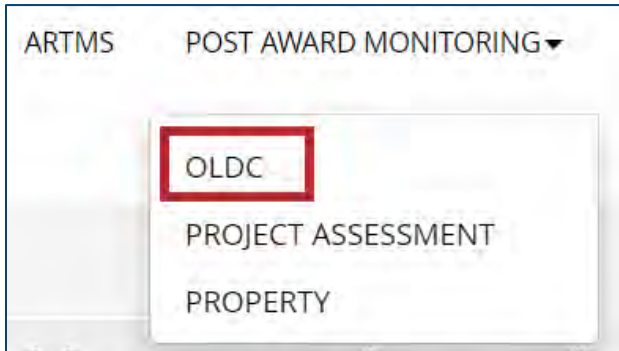 ARTMS POST AWARD MONITORING
OLDC
PROJECT ASSESSMENT
PROPERTY